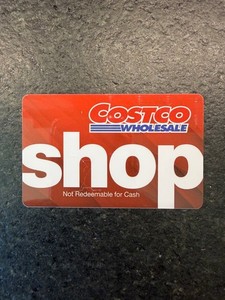 COSTCO
WHOLESALE
shop
Not Redeemable for Cash